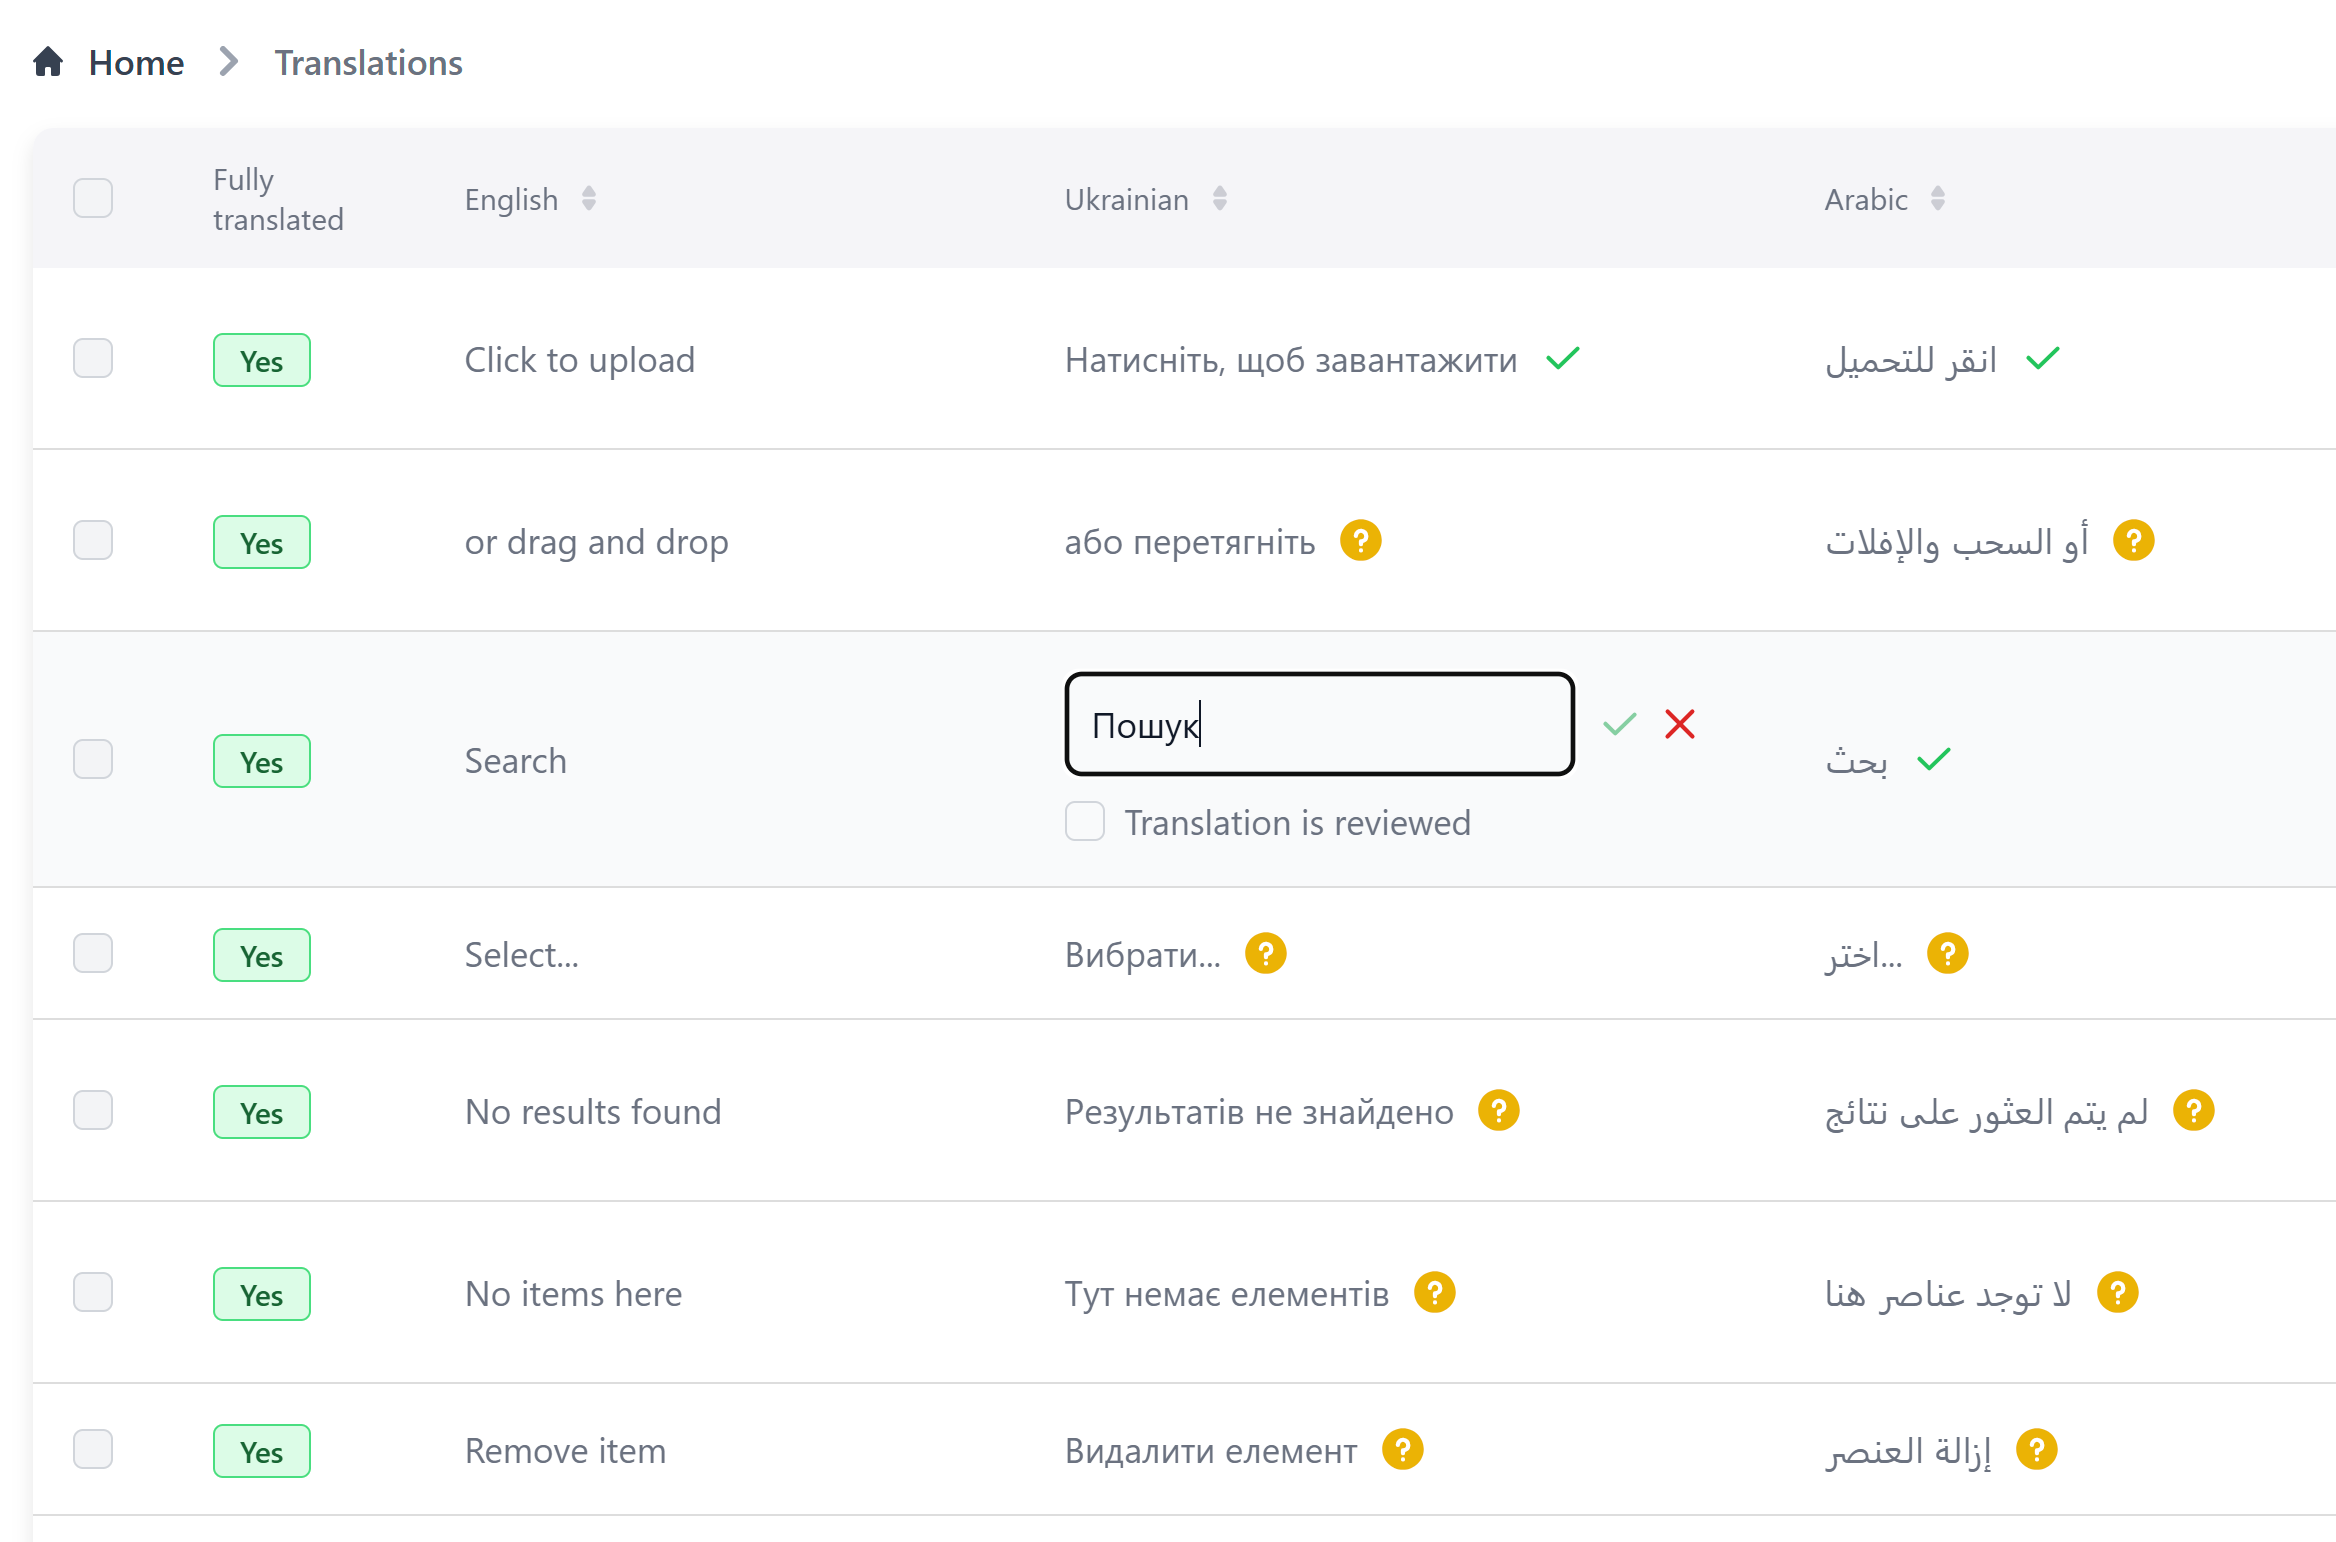 Home Translations
Fully translated English Ukrainian Arabic
Yes Click to upload Натисніть, щоб завантажити انقر للتحميل
Yes or drag and drop або перетягніть أو السحب والإفلات
Yes Search Пошук بحث
Translation is reviewed
Yes Select... Вибрати... اختر...
Yes No results found Результатів не знайдено لم يتم العثور على نتائج
Yes No items here Тут немає елементів لا توجد عناصر هنا
Yes Remove item Видалити елемент إزالة العنصر